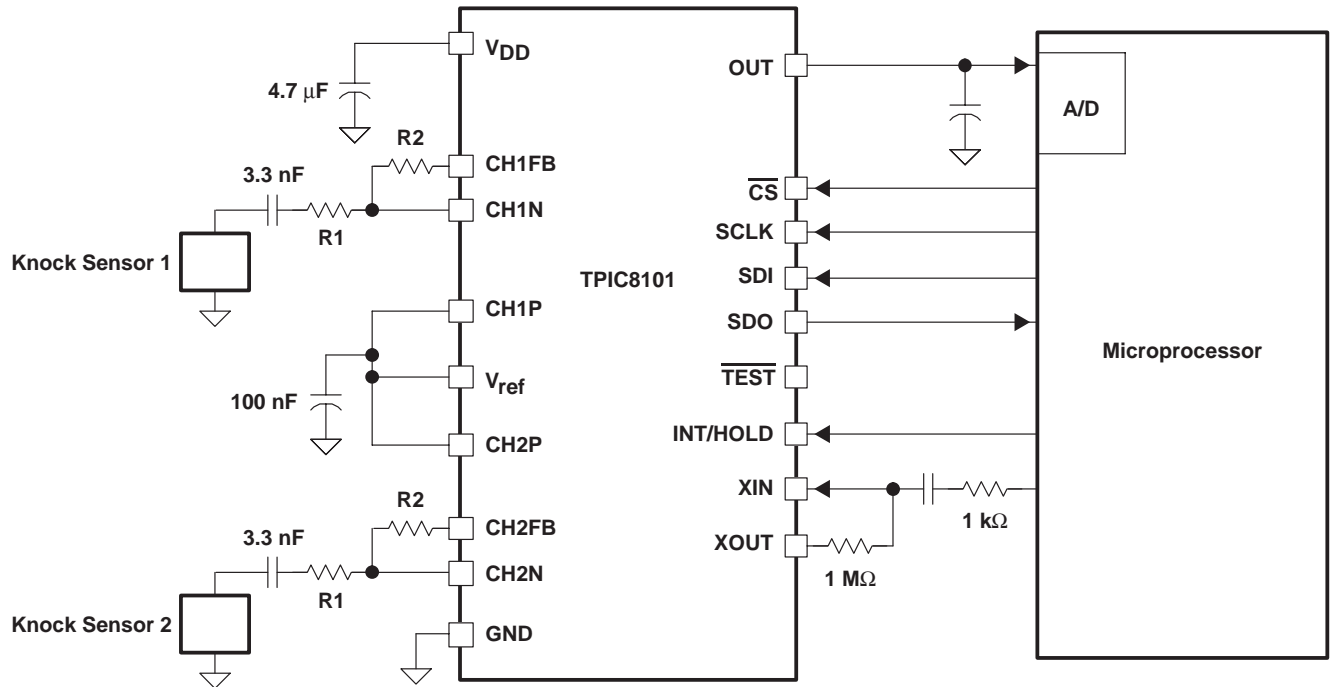 VDD
4.7 μF
R2
CH1FB
3.3 nF
CH1N
R1
Knock Sensor 1
CH1P
Vref
100 nF
CH2P
R2
CH2FB
3.3 nF
CH2N
R1
Knock Sensor 2
GND
TPIC8101
OUT
CS
SCLK
SDI
SDO
TEST
INT/HOLD
XIN
XOUT
1 kΩ
1 MΩ
A/D
Microprocessor